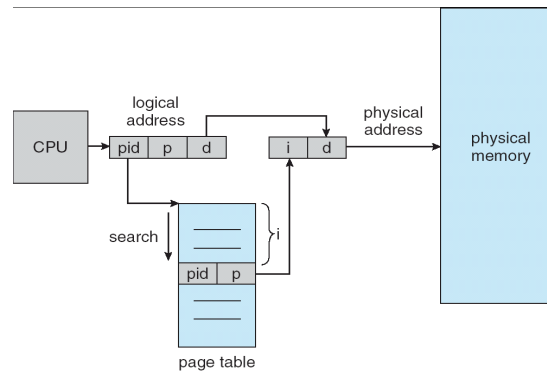 logical
address
physical
address
CPU
pid p d
i d
physical
memory
search
i
pid p
page table